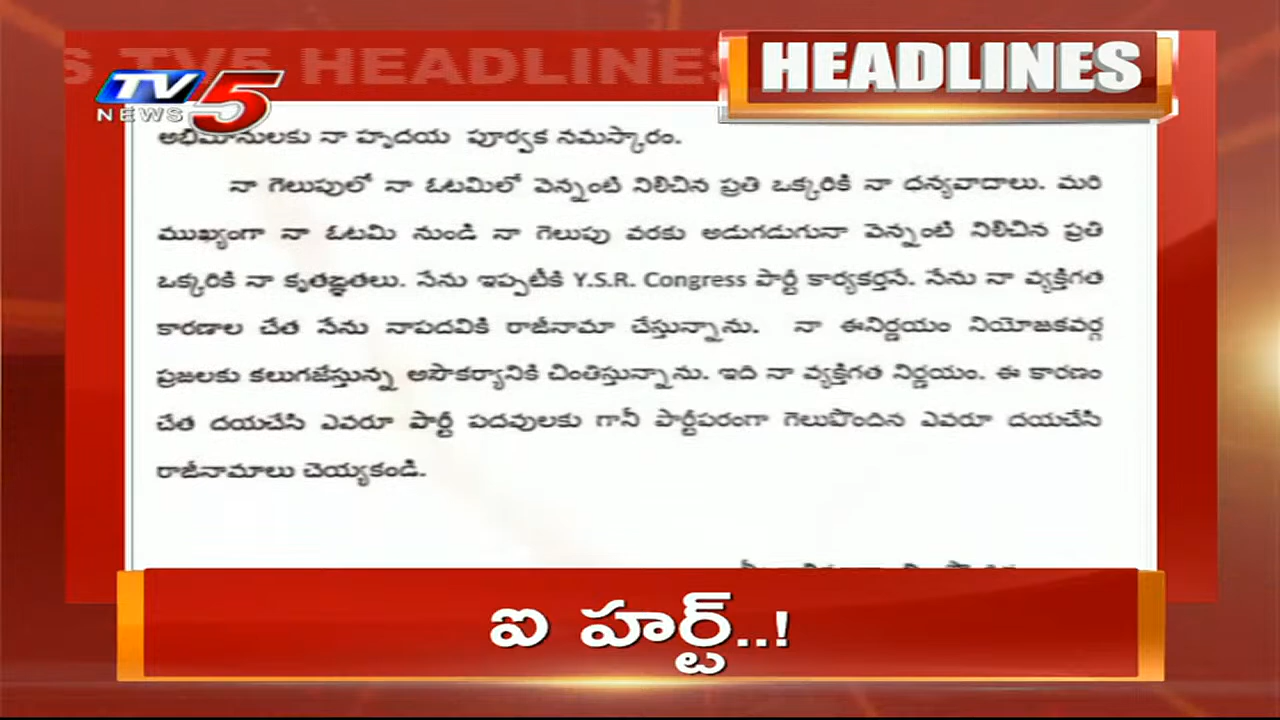 S TV5 HEADLINES
HEADLINES
TV5
NEWS
అభిమానులకు నా హృదయ పూర్వక నమస్కారం.
నా గెలుపులో నా ఓటమిలో వెన్నంటి నిలిచిన ప్రతి ఒక్కరికి నా ధన్యవాదాలు. మరి
ముఖ్యంగా నా ఓటమి నుండి నా గెలుపు వరకు అడుగడుగునా వెన్నంటి నిలిచిన ప్రతి
ఒక్కరికి నా కృతఙ్ఞతలు. నేను ఇప్పటికీ Y.S.R. Congress పార్టీ కార్యకర్తనే. నేను నా వ్యక్తిగత
కారణాల చేత నేను నాపదవికి రాజీనామా చేస్తున్నాను. నా ఈనిర్ణయం నియోజకవర్గ
ప్రజలకు కలుగజేస్తున్న అసౌకర్యానికి చింతిస్తున్నాను. ఇది నా వ్యక్తిగత నిర్ణయం. ఈ కారణం
చేత దయచేసి ఎవరూ పార్టీ పదవులకు గానీ పార్టీపరంగా గెలుపొందిన ఎవరూ దయచేసి
రాజీనామాలు చెయ్యకండి.
ఐ హర్ట్..!